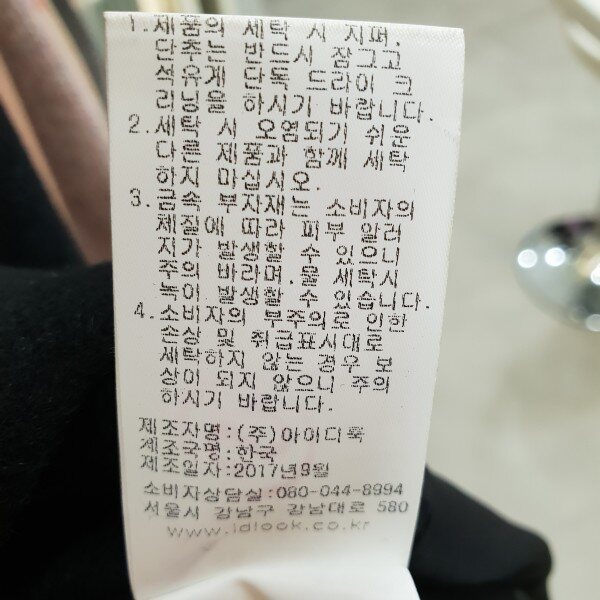 1.제품의 세탁 시 지퍼,
단추는 반드시 잠그고
석유계 단독 드라이 크
리닝을 하시기 바랍니다.
2.세탁 시 오염되기 쉬운
다른 제품과 함께 세탁
하지 마십시오.
3.금속 부자재는 소비자의
체질에 따라 피부 알러
지가 발생할 수 있으니
주의 바라며,물 세탁시
녹이 발생할 수 있습니다.
4.소비자의 부주의로 인한
손상 및 취급표시대로
세탁하지 않는 경우 보
상이 되지 않으니 주의
하시기 바랍니다.
제조자명:(주)아이디룩
제조국명:한국
제조일자:2017년9월
소비자상담실:080-044-8994
서울시 강남구 강남대로 580
www.idlook.co.kr